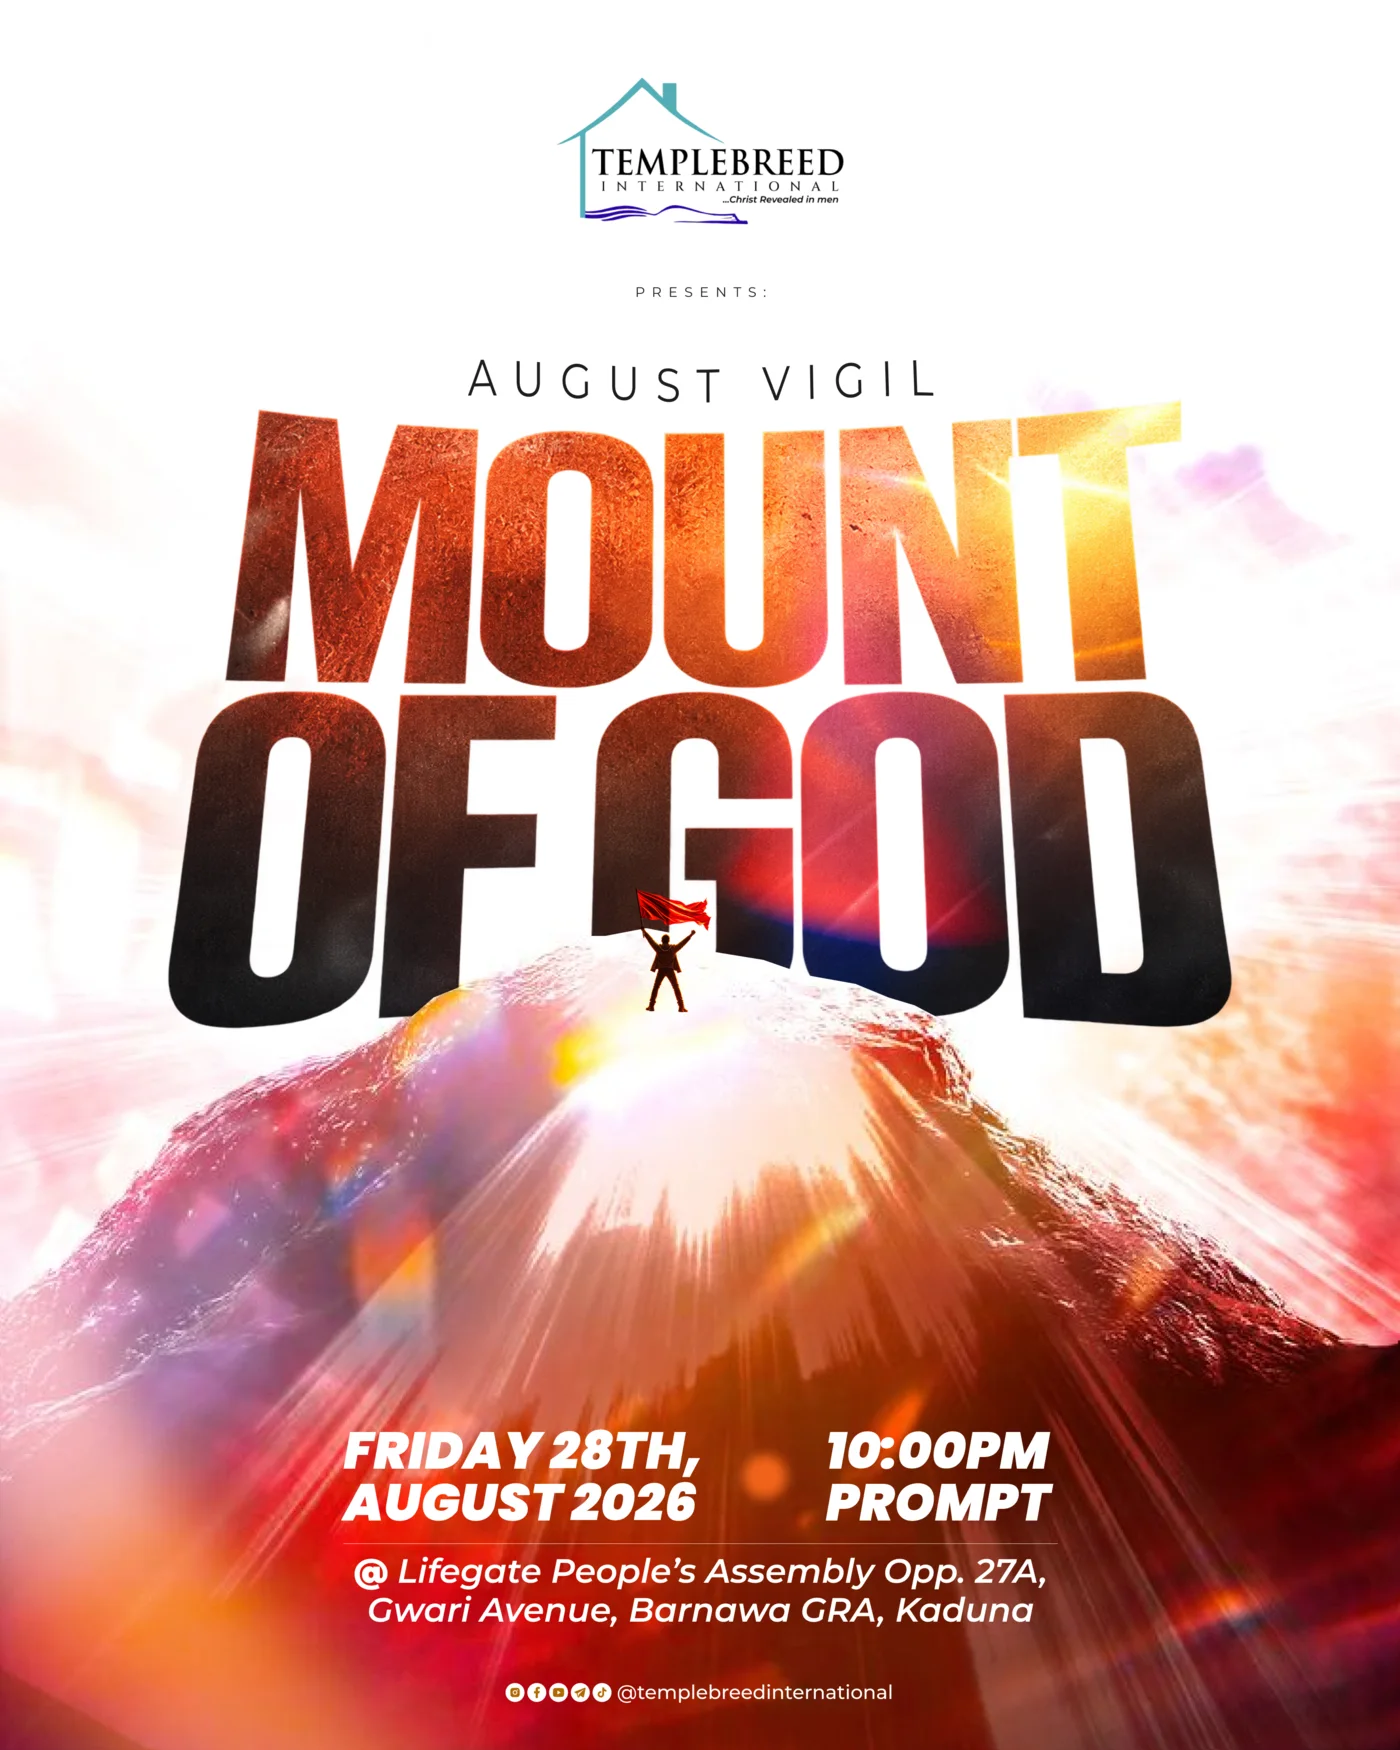 TEMPLEBREED
INTERNATIONAL
...Christ Revealed in men
PRESENTS:
AUGUST VIGIL
MOUNT
OF GOD
FRIDAY 28TH,
AUGUST 2026
10:00PM
PROMPT
@ Lifegate People’s Assembly Opp. 27A,
Gwari Avenue, Barnawa GRA, Kaduna
@templebreedinternational